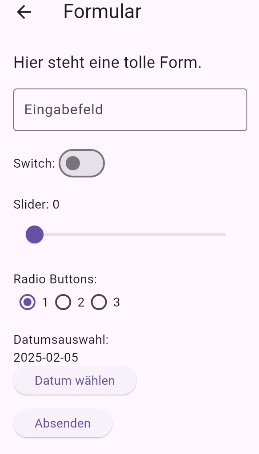 Formular
Hier steht eine tolle Form.
Eingabefeld
Switch:
Slider: 0
Radio Buttons:
1 2 3
Datumsauswahl:
2025-02-05
Datum wählen
Absenden